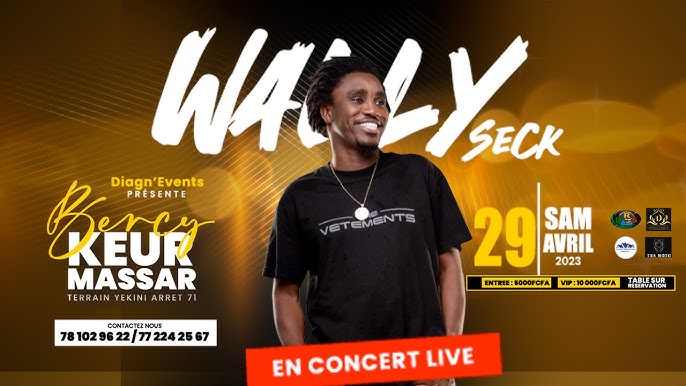 WALLY
SECK
Diagn'Events
PRÉSENTE
Bercy
KEUR
MASSAR
TERRAIN YEKINI ARRET 71
CONTACTEZ NOUS
78 102 96 22 / 77 224 25 67
VETEMENTS
29
SAM
AVRIL
2023
TSA MOTO
ENTREE : 5000FCFA
VIP : 10 000FCFA
TABLE SUR
RESERVATION
EN CONCERT LIVE